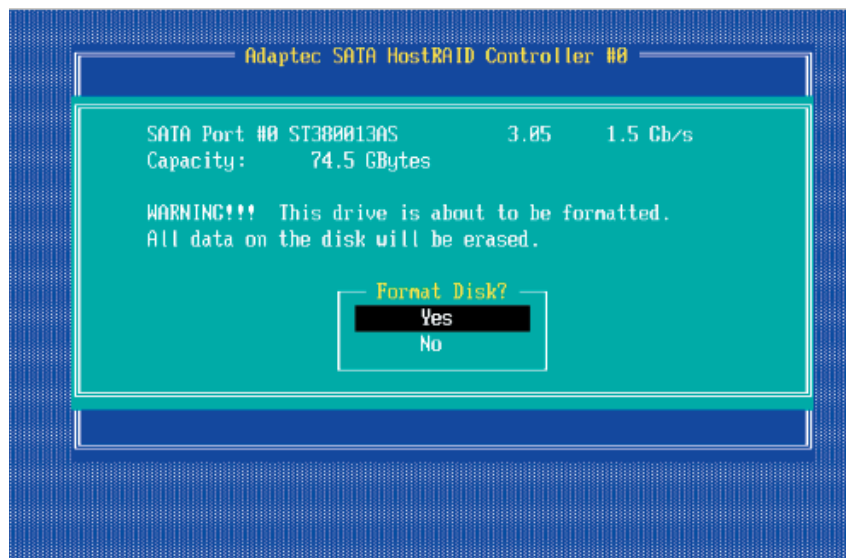 Adaptec SATA HostRAID Controller #0
SATA Port #0 ST380013AS 3.05 1.5 Gb/s
Capacity: 74.5 GBytes
WARNING!!! This drive is about to be formatted.
All data on the disk will be erased.
Format Disk?
Yes
No